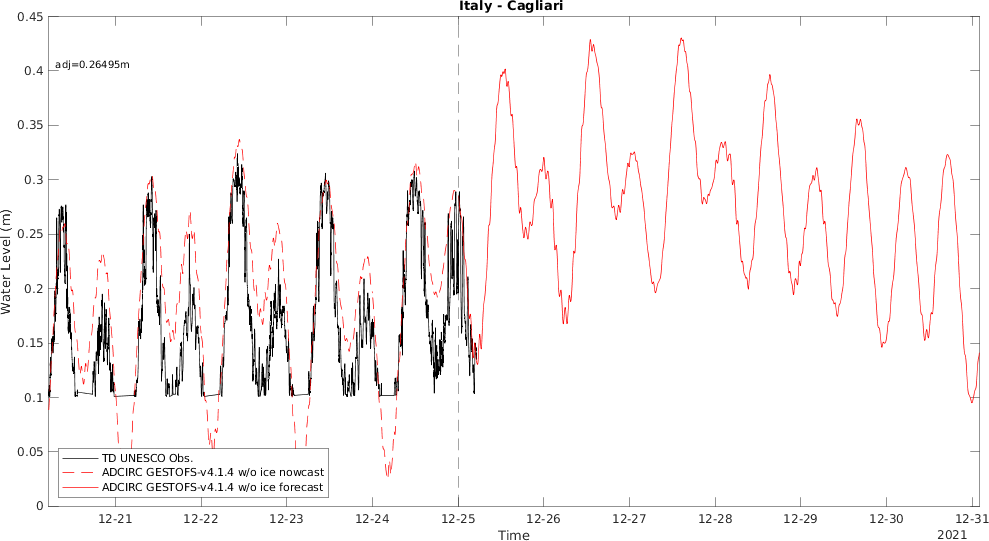 Italy - Cagliari
adj=0.26495m
Water Level (m)
0.45
0.4
0.35
0.3
0.25
0.2
0.15
0.1
0.05
0
TD UNESCO Obs.
ADCIRC GESTOFS-v4.1.4 w/o ice nowcast
ADCIRC GESTOFS-v4.1.4 w/o ice forecast
12-21 12-22 12-23 12-24 12-25 12-26 12-27 12-28 12-29 12-30 12-31
Time
2021